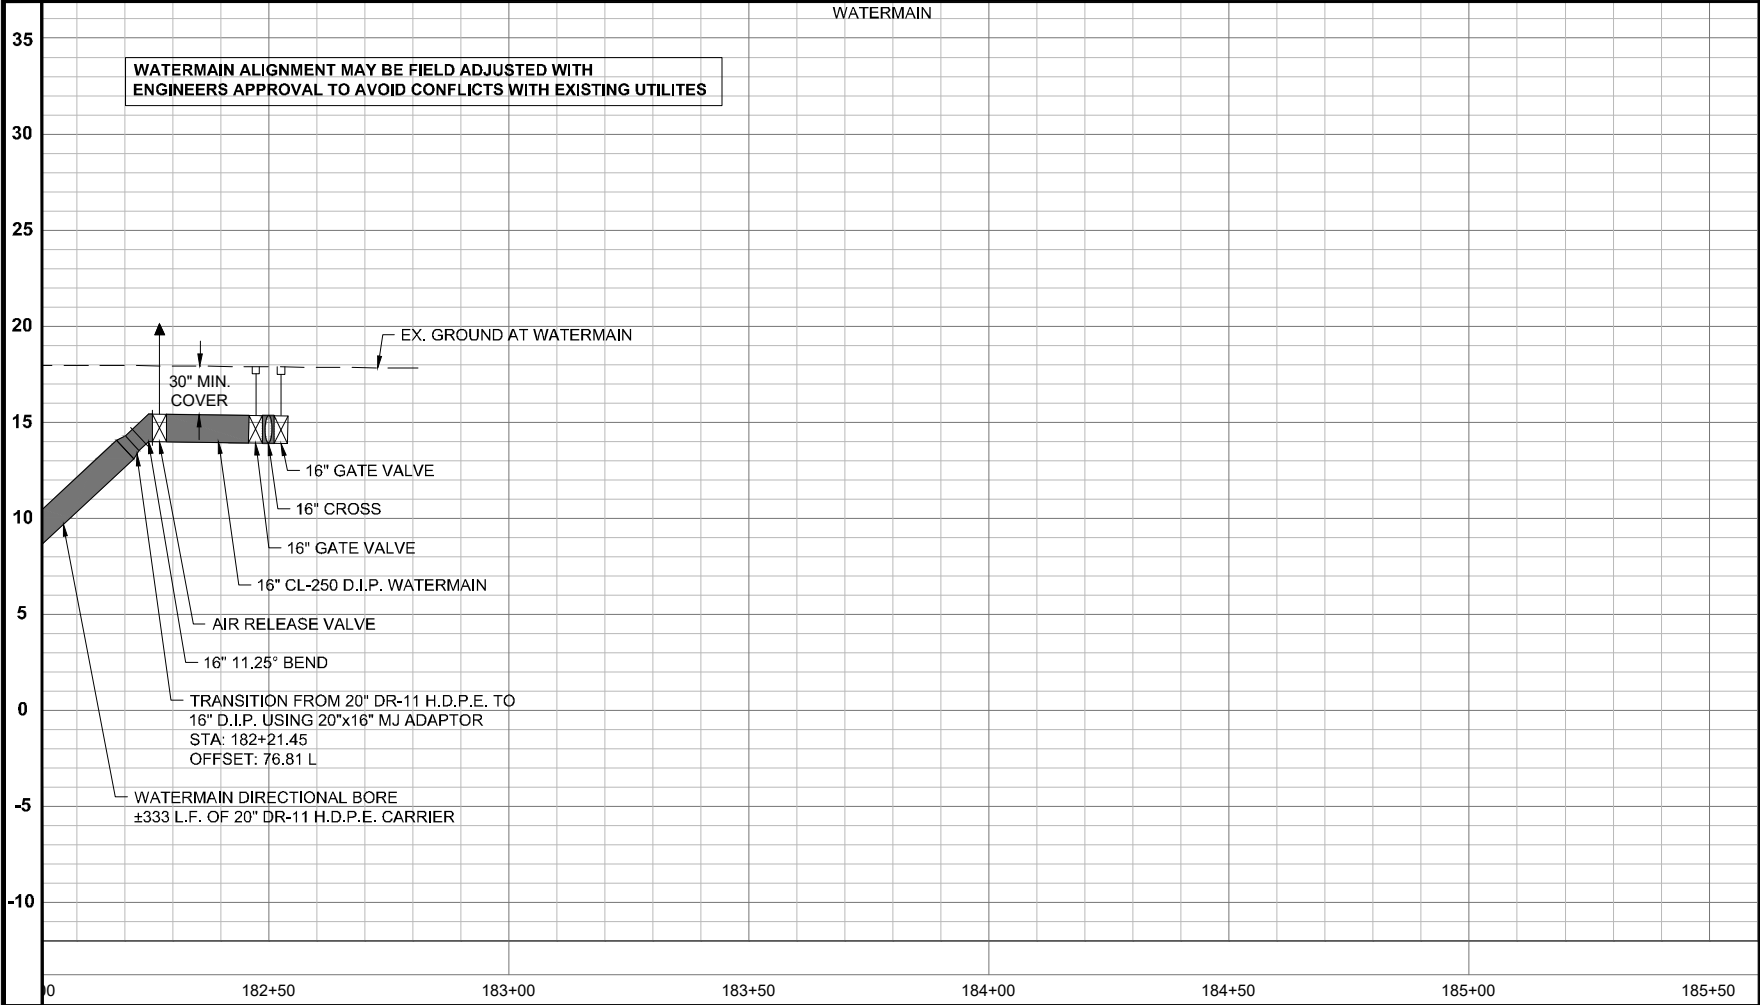 WATERMAIN
35
WATERMAIN ALIGNMENT MAY BE FIELD ADJUSTED WITH
ENGINEERS APPROVAL TO AVOID CONFLICTS WITH EXISTING UTILITES
30
25
20
EX. GROUND AT WATERMAIN
30" MIN.
COVER
15
16" GATE VALVE
16" CROSS
10
16" GATE VALVE
16" CL-250 D.I.P. WATERMAIN
5
AIR RELEASE VALVE
16" 11.25° BEND
TRANSITION FROM 20" DR-11 H.D.P.E. TO
0
16" D.I.P. USING 20"x16" MJ ADAPTOR
STA: 182+21.45
OFFSET: 76.81 L
-5
WATERMAIN DIRECTIONAL BORE
±333 L.F. OF 20" DR-11 H.D.P.E. CARRIER
-10
182+50
183+00
183+50
184+00
184+50
185+00
185+50